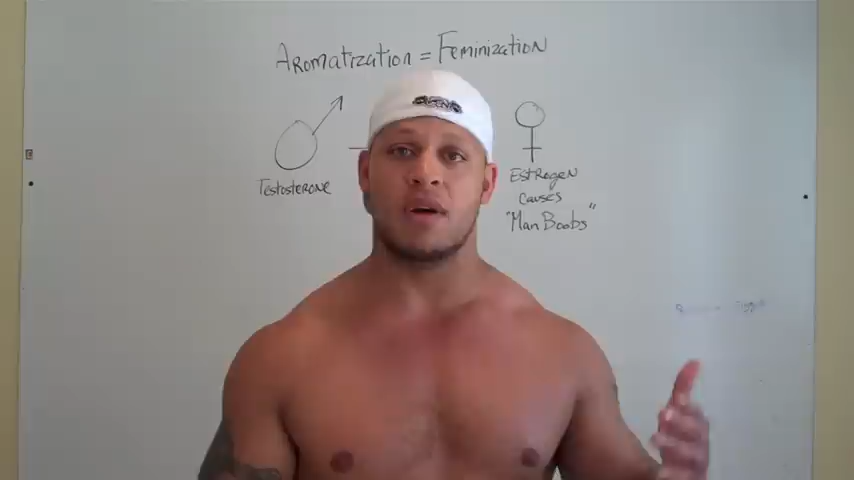 Aromatization = Feminization
Testosterone
Estrogen
causes
"Man Boobs"